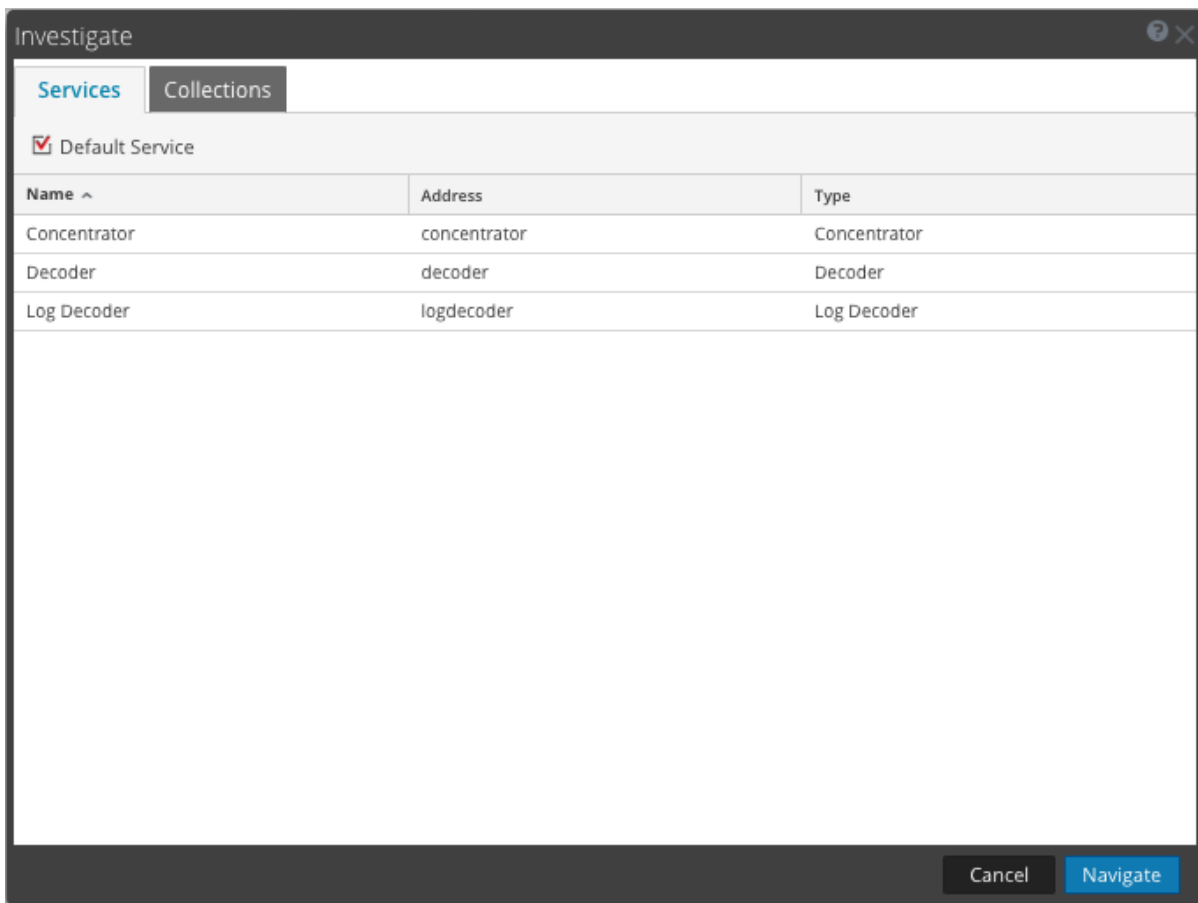 Investigate
Services Collections
Default Service
Name Address Type
Concentrator concentrator Concentrator
Decoder decoder Decoder
Log Decoder logdecoder Log Decoder
Cancel Navigate